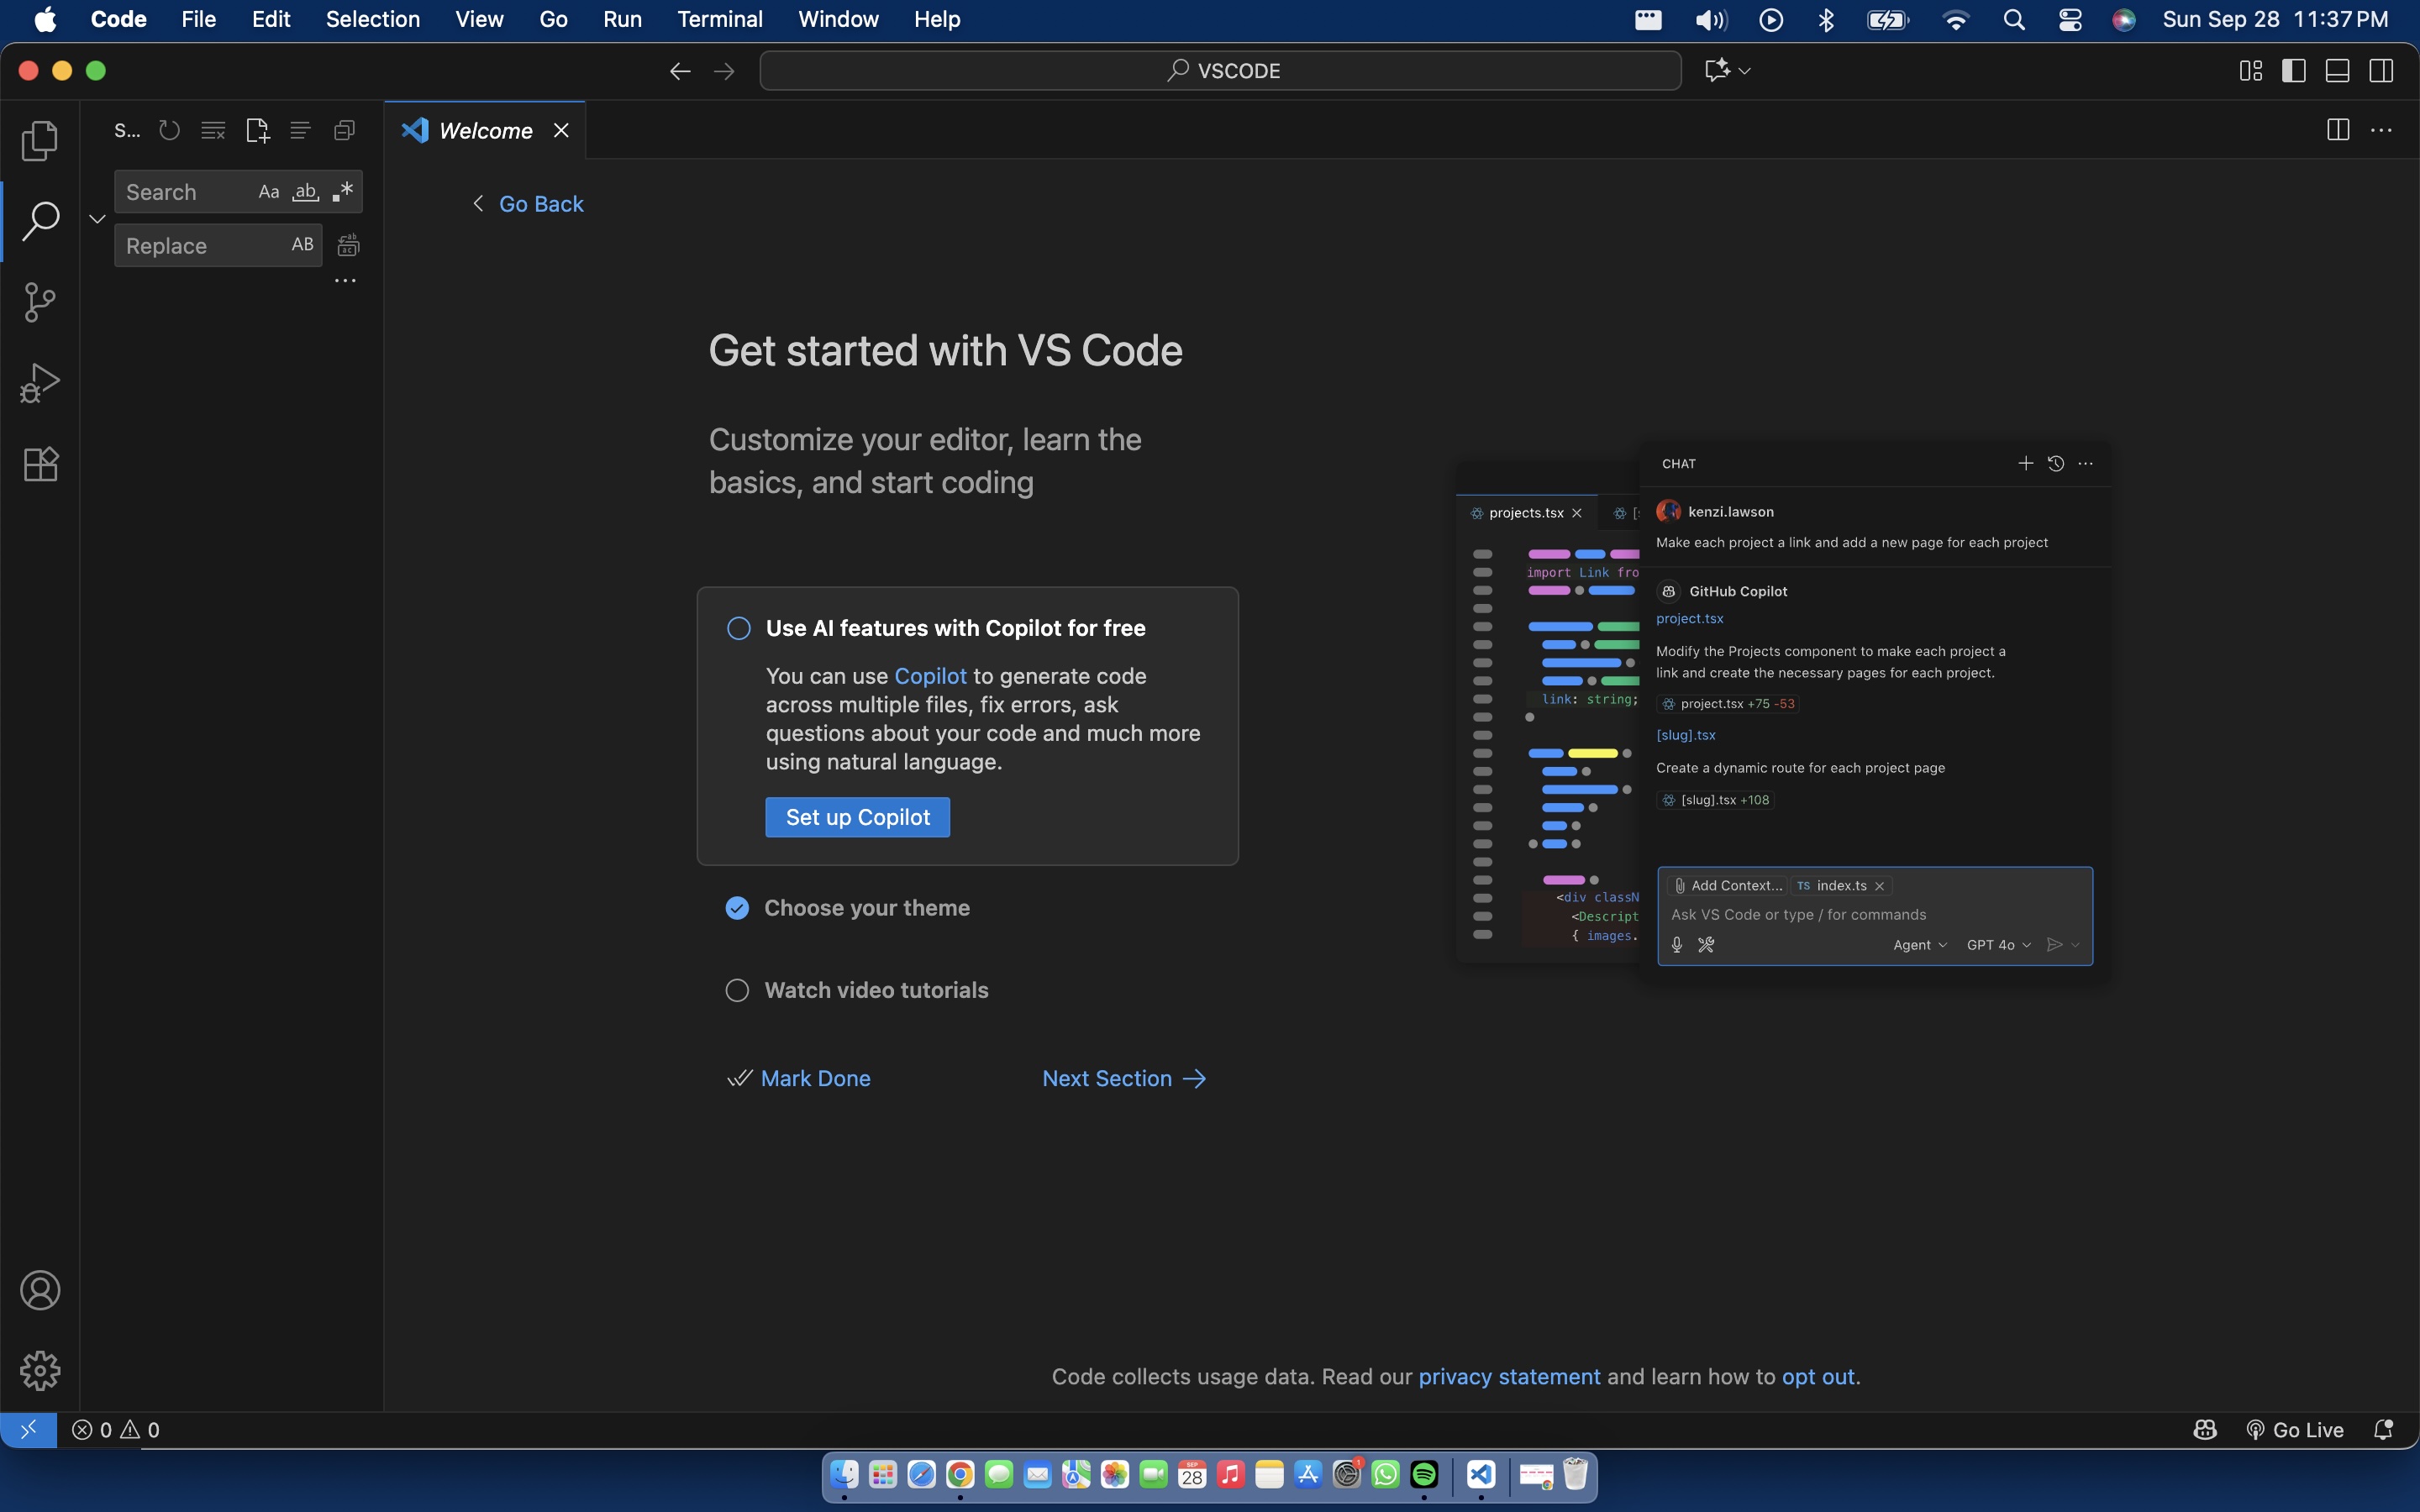 Code File Edit Selection View Go Run Terminal Window Help
Sun Sep 28 11:37 PM
VSCODE
S...
Welcome
Search Aa ab
Replace AB
Go Back
Get started with VS Code
Customize your editor, learn the
basics, and start coding
Use AI features with Copilot for free
You can use Copilot to generate code
across multiple files, fix errors, ask
questions about your code and much more
using natural language.
Set up Copilot
Choose your theme
Watch video tutorials
Mark Done
Next Section
projects.tsx
import Link fro
link: string;
<div classN
<Descript
{ images.
CHAT
kenzi.lawson
Make each project a link and add a new page for each project
GitHub Copilot
project.tsx
Modify the Projects component to make each project a
link and create the necessary pages for each project.
project.tsx +75 -53
[slug].tsx
Create a dynamic route for each project page
[slug].tsx +108
Add Context... TS index.ts
Ask VS Code or type / for commands
Agent GPT 4o
Code collects usage data. Read our privacy statement and learn how to opt out.
0 0
Go Live
SEP
28
1